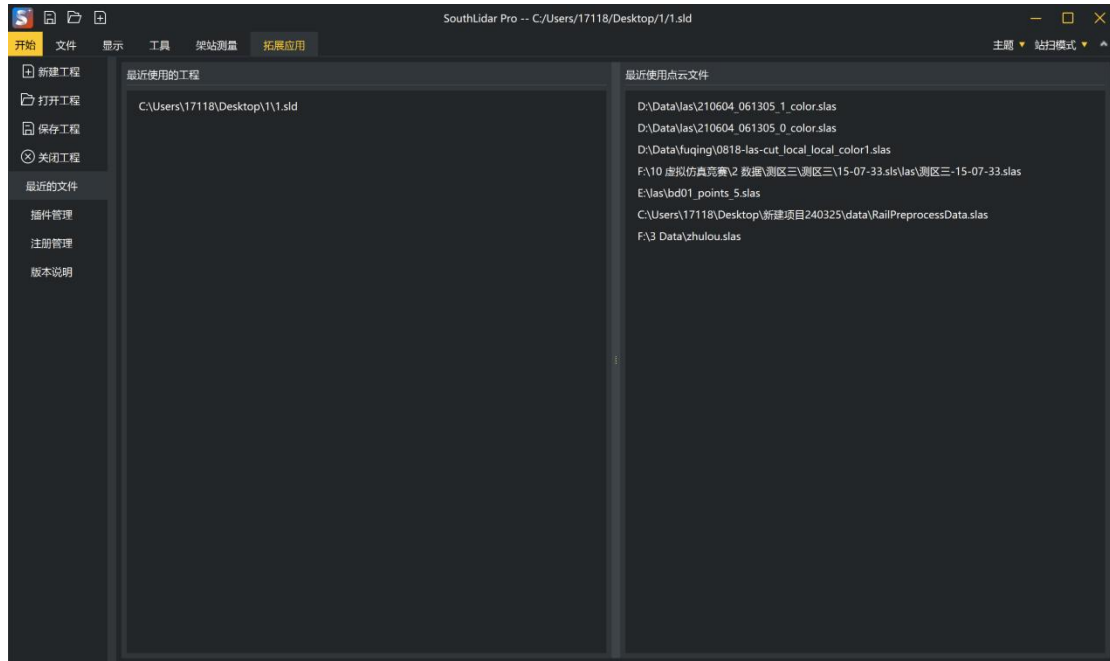 SouthLidar Pro -- C:/Users/17118/Desktop/1/1.sld
开始 文件 显示 工具 架站测量 拓展应用 主题 站扫模式
新建工程
打开工程
保存工程
关闭工程
最近的文件
插件管理
注册管理
版本说明
最近使用的工程
C:\Users\17118\Desktop\1\1.sld
最近使用点云文件
D:\Data\las\210604_061305_1_color.slas
D:\Data\las\210604_061305_0_color.slas
D:\Data\fuqing\0818-las-cut_local_local_color1.slas
F:\10 虚拟仿真竞赛\2 数据\测区三\测区三\15-07-33.sls\las\测区三-15-07-33.slas
E:\las\bd01_points_5.slas
C:\Users\17118\Desktop\新建项目240325\data\RailPreprocessData.slas
F:\3 Data\zhulou.slas